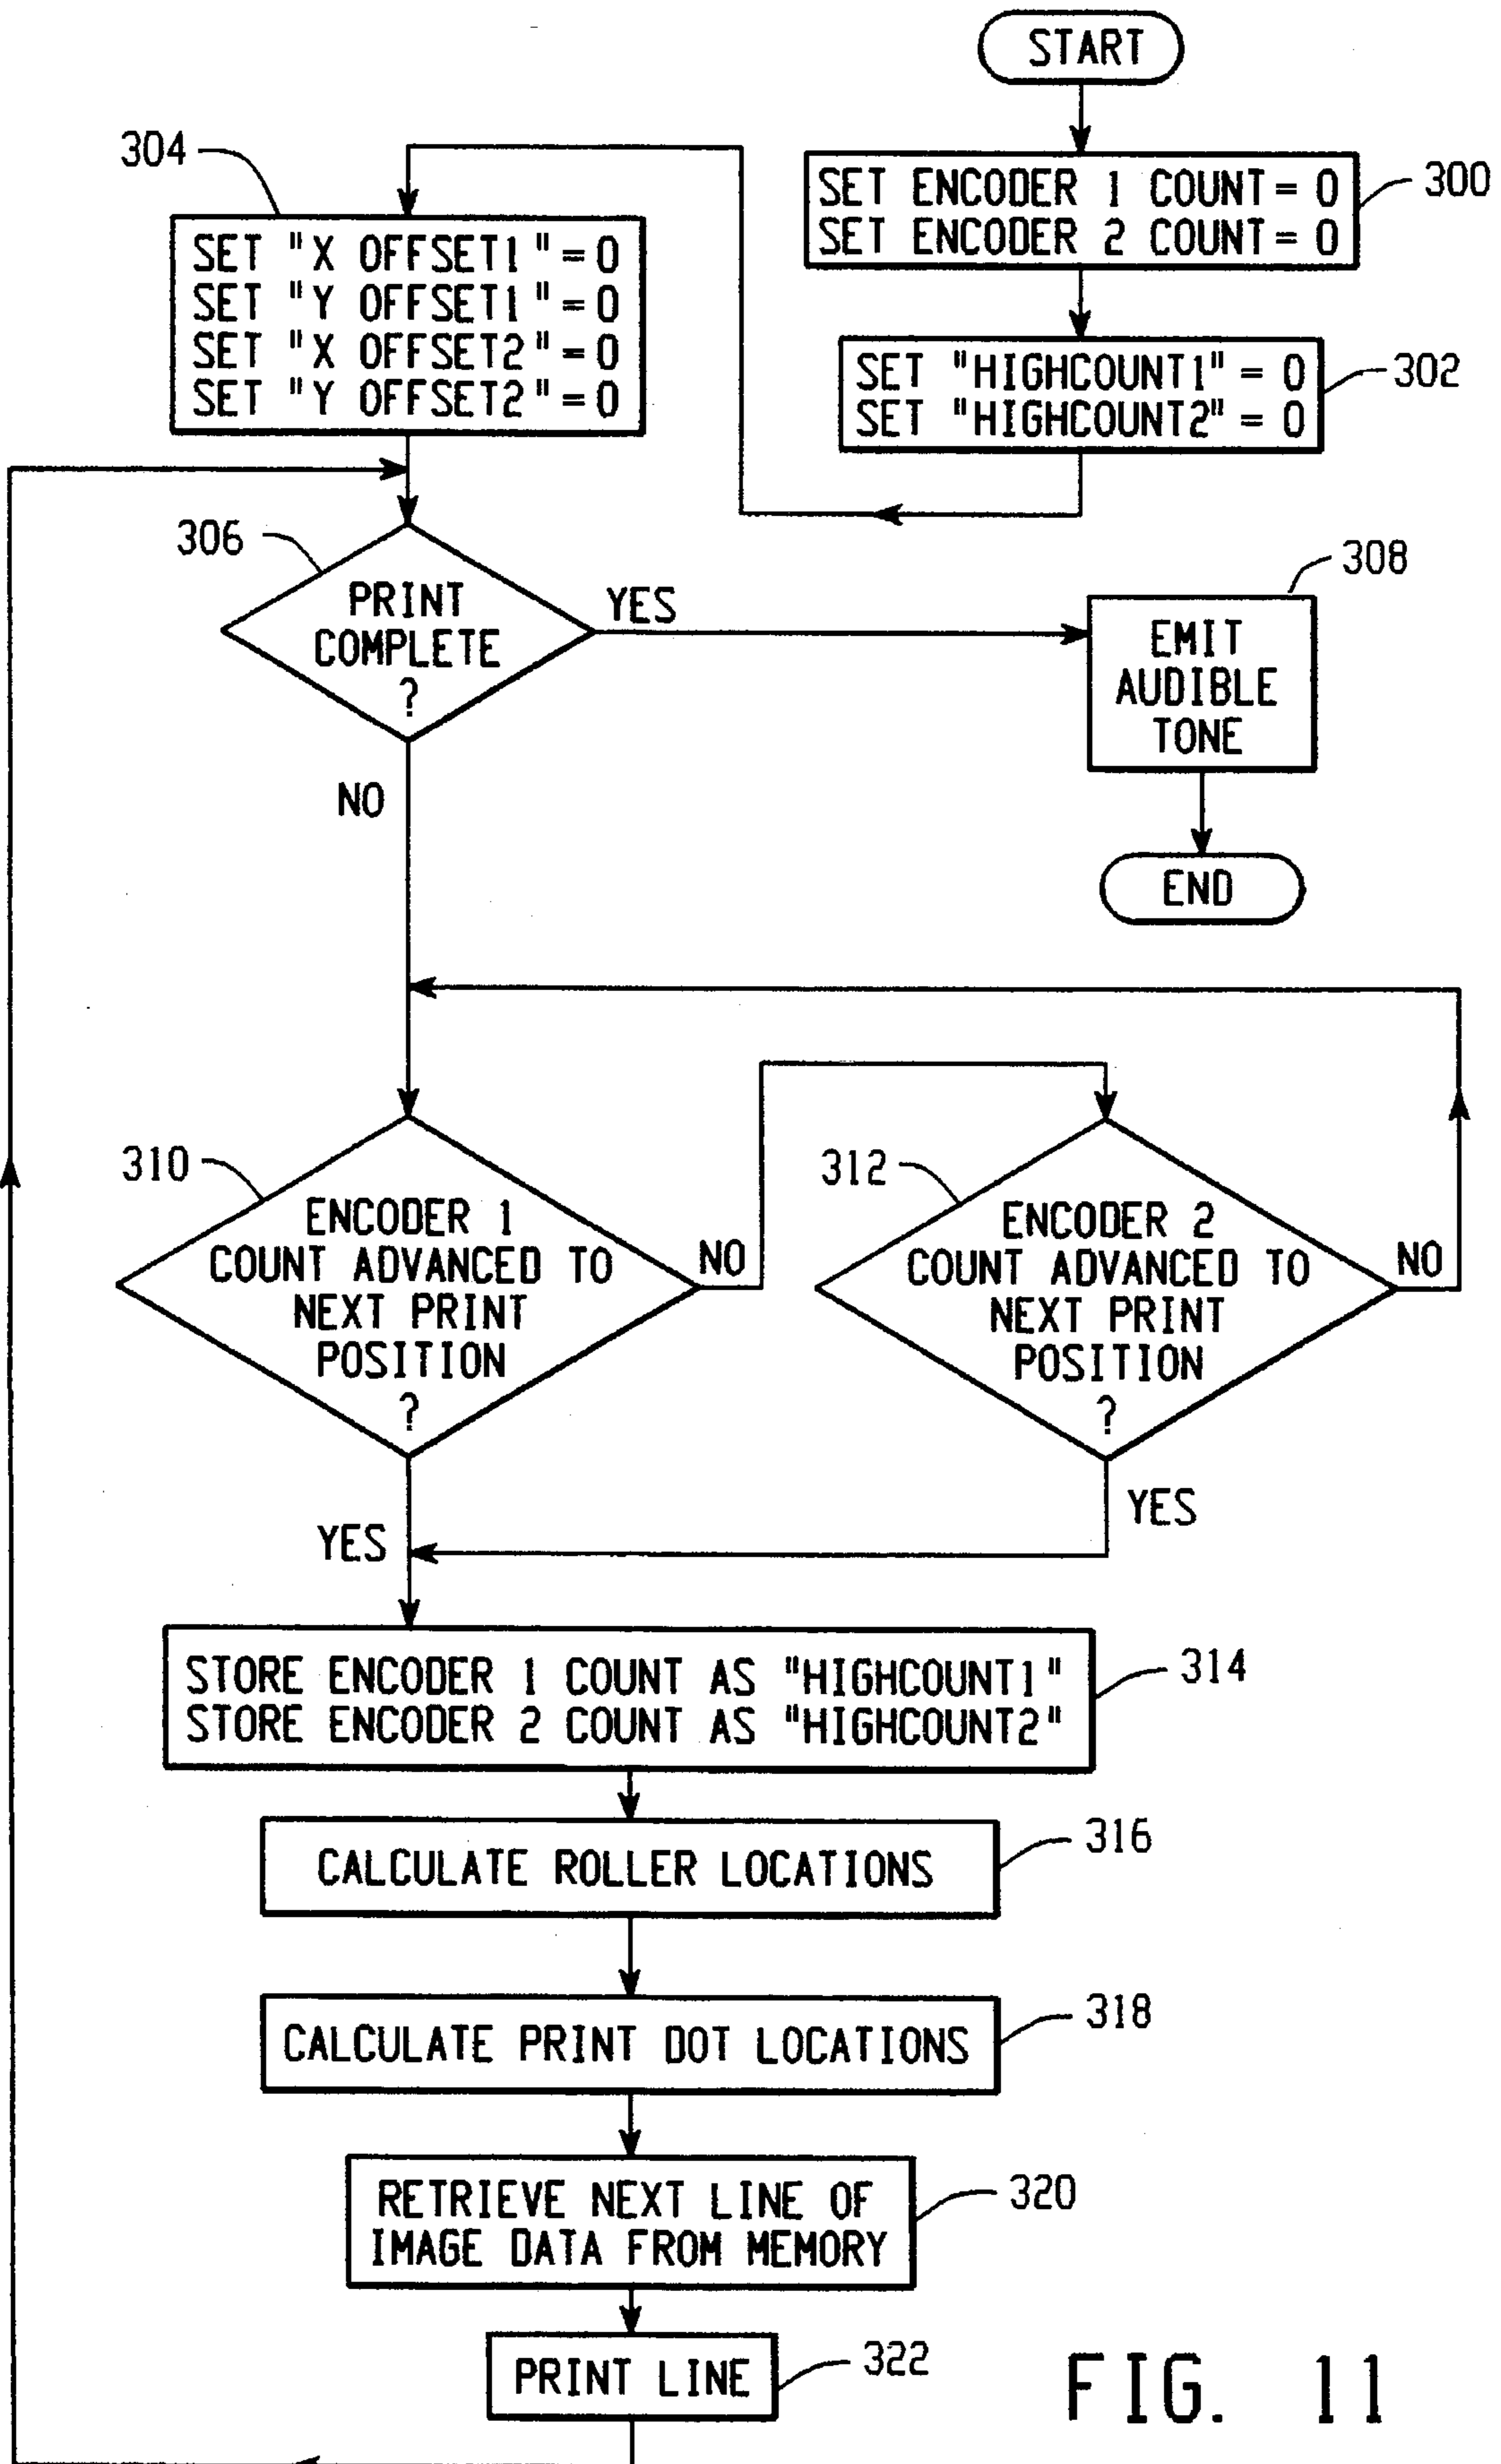 START
SET ENCODER 1 COUNT = 0
SET ENCODER 2 COUNT = 0
300
SET "HIGHCOUNT1" = 0
SET "HIGHCOUNT2" = 0
302
304
SET "X OFFSET1" = 0
SET "Y OFFSET1" = 0
SET "X OFFSET2" = 0
SET "Y OFFSET2" = 0
306
PRINT
COMPLETE
?
YES
NO
308
EMIT
AUDIBLE
TONE
END
310
ENCODER 1
COUNT ADVANCED TO
NEXT PRINT
POSITION
?
NO
YES
312
ENCODER 2
COUNT ADVANCED TO
NEXT PRINT
POSITION
?
NO
YES
STORE ENCODER 1 COUNT AS "HIGHCOUNT1"
STORE ENCODER 2 COUNT AS "HIGHCOUNT2"
314
CALCULATE ROLLER LOCATIONS
316
CALCULATE PRINT DOT LOCATIONS
318
RETRIEVE NEXT LINE OF
IMAGE DATA FROM MEMORY
320
PRINT LINE
322
FIG. 11